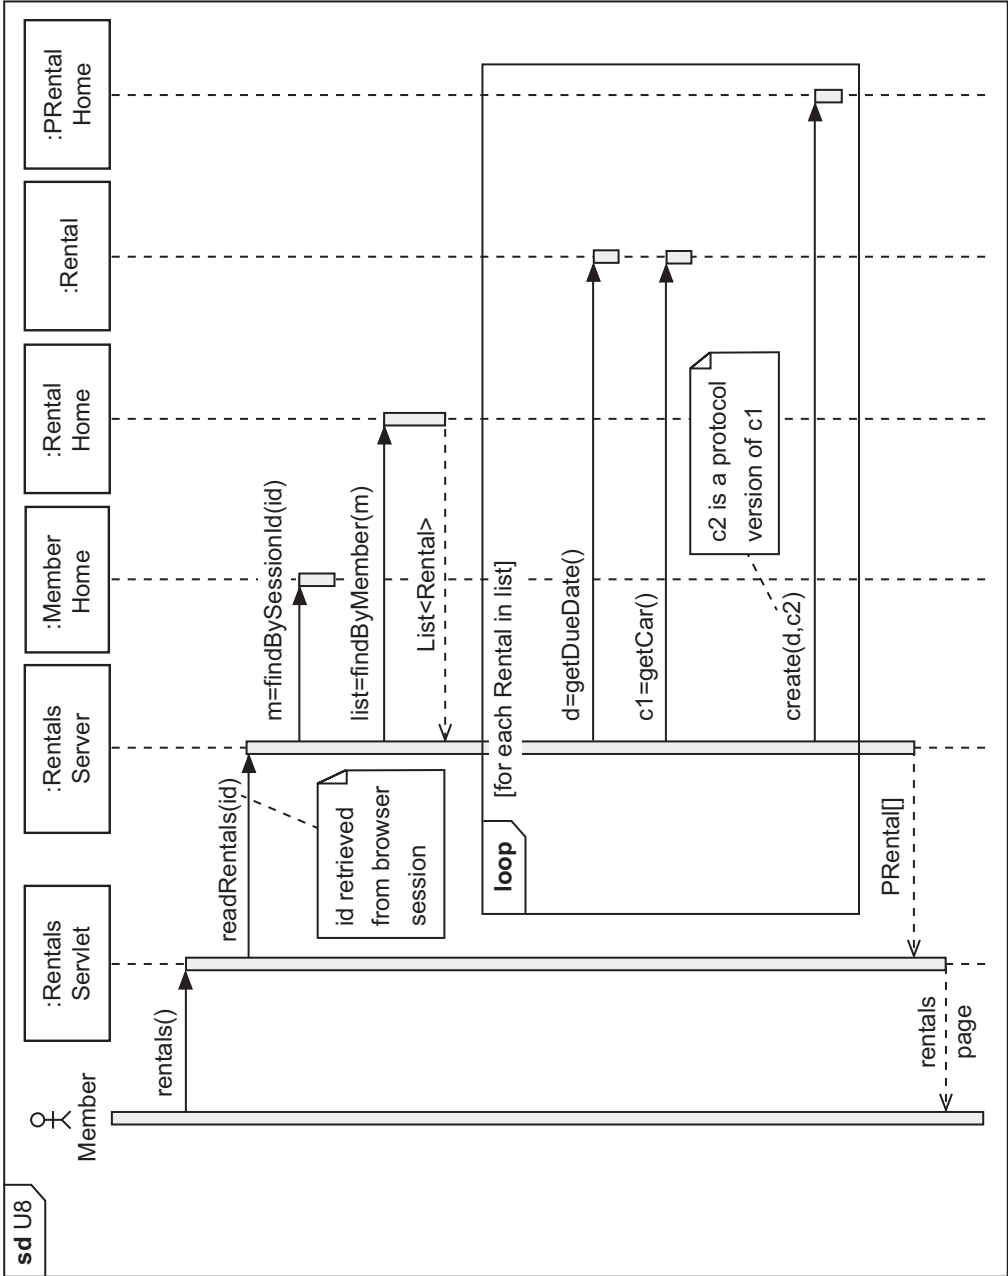 sd U8
Member
:Rentals
Servlet
:Rentals
Server
:Member
Home
:Rental
Home
:Rental
:PRental
Home
rentals()
readRentals(id)
id retrieved
from browser
session
m=findBySessionId(id)
list=findByMember(m)
List<Rental>
loop
[for each Rental in list]
d=getDueDate()
c1=getCar()
c2 is a protocol
version of c1
create(d,c2)
PRental[]
rentals
page